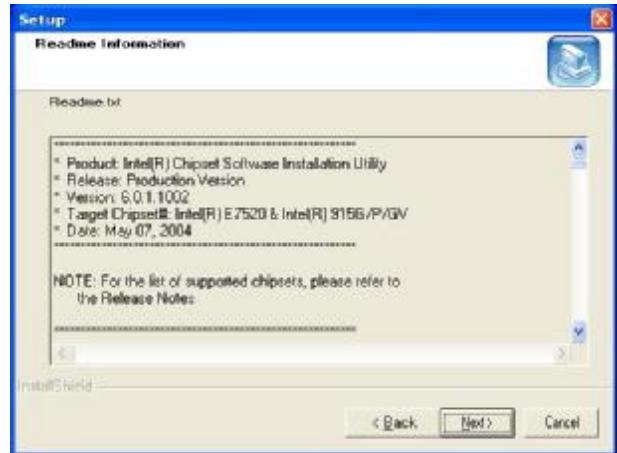 Setup
Readme Information
Readme.txt
************************************************************
* Product: Intel(R) Chipset Software Installation Utility
* Release: Production Version
* Version: 6.0.1.1002
* Target Chipset#: Intel(R) E7520 & Intel(R) 915G/P/GV
* Date: May 07, 2004
************************************************************
NOTE: For the list of supported chipsets, please refer to
the Release Notes
************************************************************
InstallShield
< Back
Next >
Cancel